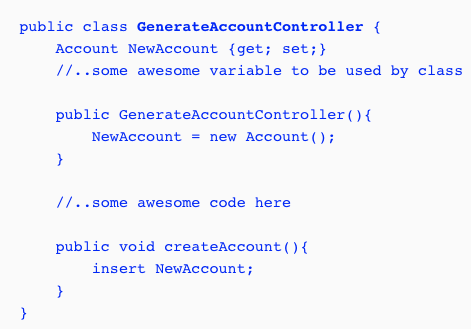 public class GenerateAccountController {
    Account NewAccount {get; set;}
    //..some awesome variable to be used by class
    public GenerateAccountController(){
        NewAccount = new Account();
    }
    //..some awesome code here
    public void createAccount(){
        insert NewAccount;
    }
}